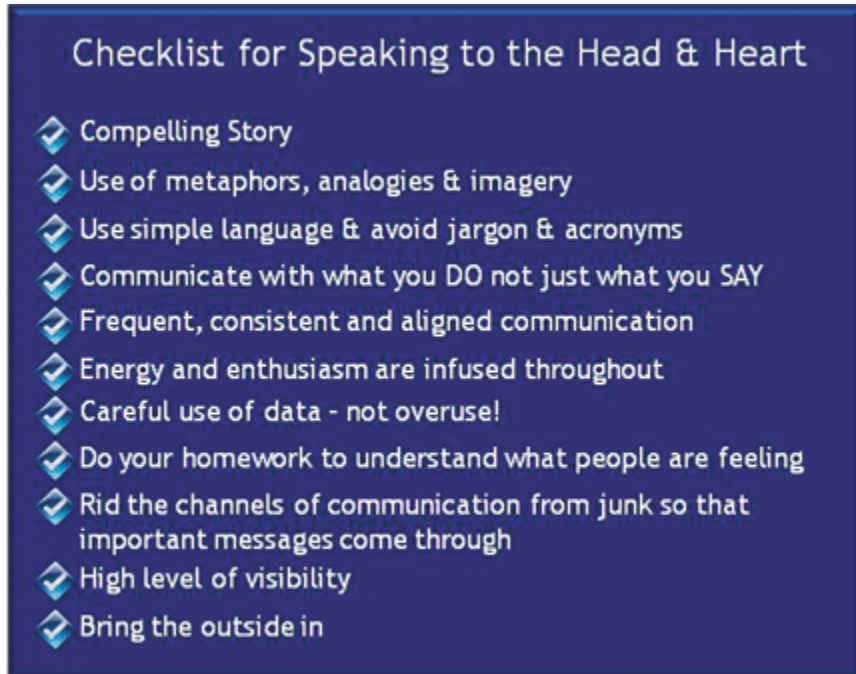 Checklist for Speaking to the Head & Heart
Compelling Story
Use of metaphors, analogies & imagery
Use simple language & avoid jargon & acronyms
Communicate with what you DO not just what you SAY
Frequent, consistent and aligned communication
Energy and enthusiasm are infused throughout
Careful use of data - not overuse!
Do your homework to understand what people are feeling
Rid the channels of communication from junk so that
important messages come through
High level of visibility
Bring the outside in